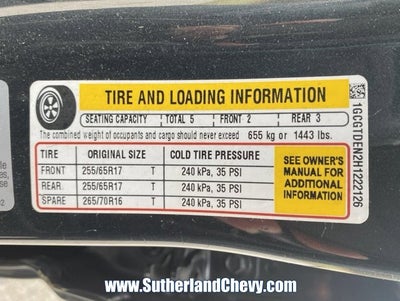 TIRE AND LOADING INFORMATION
SEATING CAPACITY TOTAL 5 FRONT 2 REAR 3
The combined weight of occupants and cargo should never exceed 655 kg or 1443 lbs.
TIRE ORIGINAL SIZE COLD TIRE PRESSURE
FRONT 255/65R17 T 240 kPa, 35 PSI
REAR 255/65R17 T 240 kPa, 35 PSI
SPARE 265/70R16 T 240 kPa, 35 PSI
SEE OWNER'S
MANUAL FOR
ADDITIONAL
INFORMATION
1GCGTDEN2H1222126
www.SutherlandChevy.com